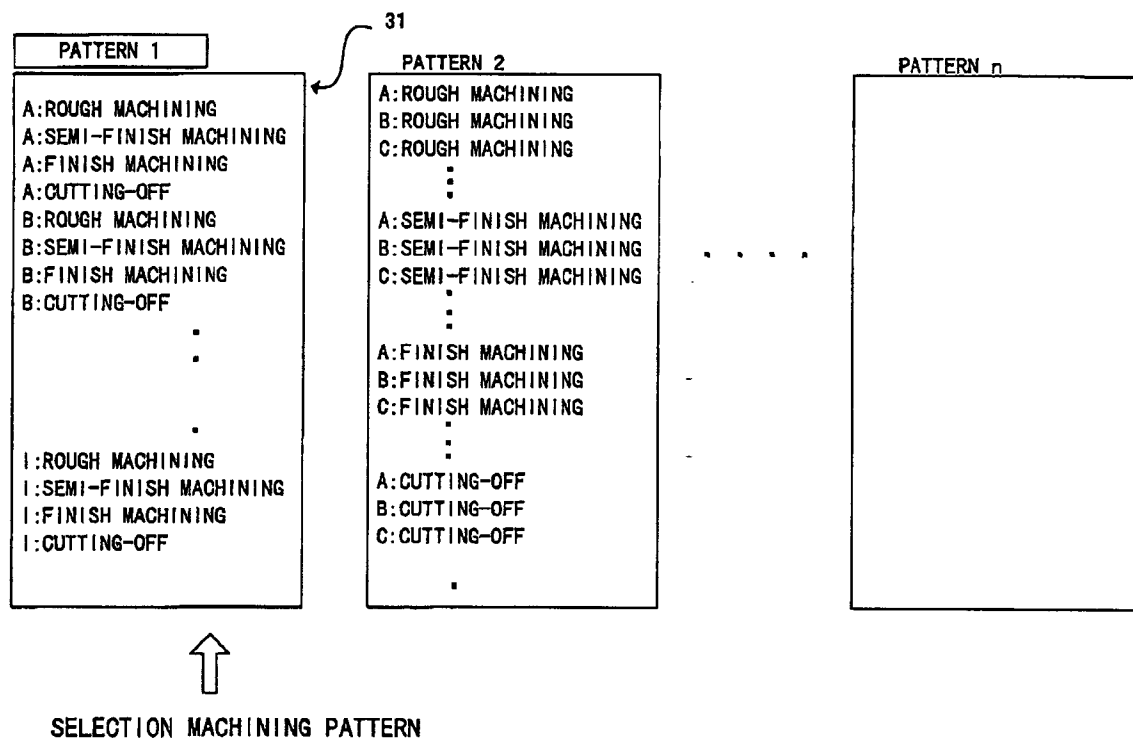 31
PATTERN 1
A:ROUGH MACHINING
A:SEMI-FINISH MACHINING
A:FINISH MACHINING
A:CUTTING-OFF
B:ROUGH MACHINING
B:SEMI-FINISH MACHINING
B:FINISH MACHINING
B:CUTTING-OFF
I:ROUGH MACHINING
I:SEMI-FINISH MACHINING
I:FINISH MACHINING
I:CUTTING-OFF
PATTERN 2
A:ROUGH MACHINING
B:ROUGH MACHINING
C:ROUGH MACHINING
A:SEMI-FINISH MACHINING
B:SEMI-FINISH MACHINING
C:SEMI-FINISH MACHINING
A:FINISH MACHINING
B:FINISH MACHINING
C:FINISH MACHINING
A:CUTTING-OFF
B:CUTTING-OFF
C:CUTTING-OFF
PATTERN n
SELECTION MACHINING PATTERN